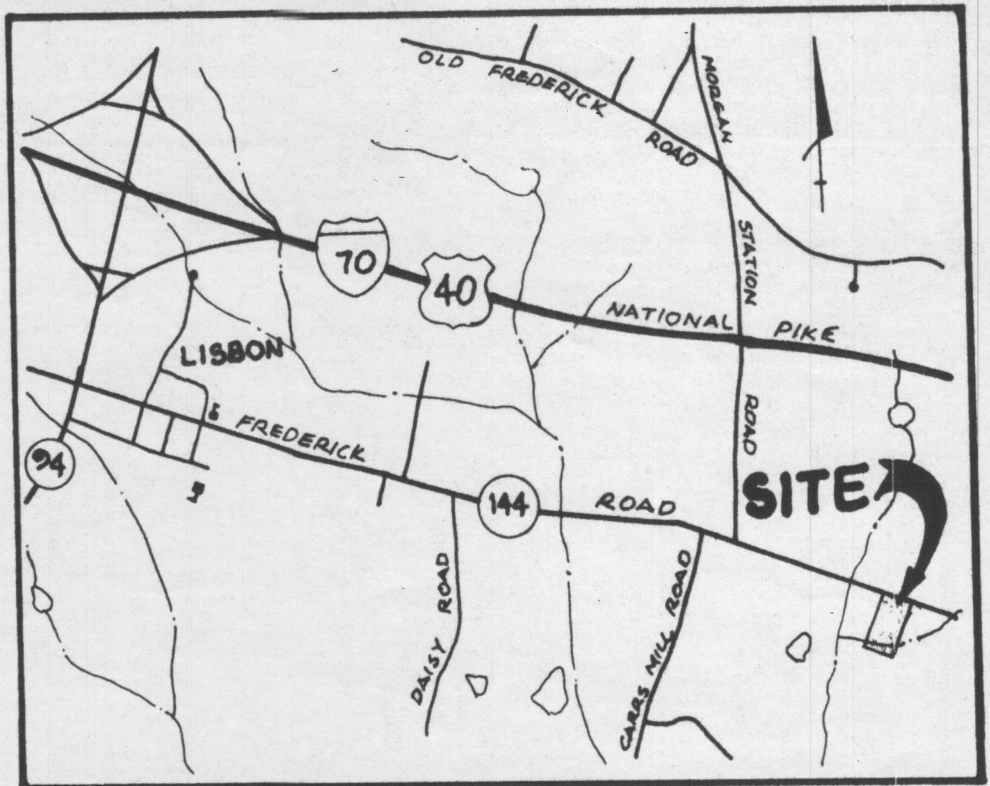 OLD FREDERICK ROAD
MORGAN STATION ROAD
70
40
NATIONAL PIKE
LISBON
FREDERICK ROAD
94
144
SITE
DAISY ROAD
CARRS MILL ROAD